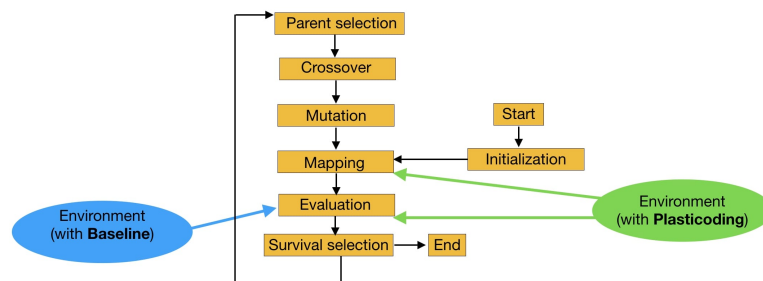 Parent selection
Crossover
Mutation
Start
Mapping
Initialization
Evaluation
Environment
(with Baseline)
Environment
(with Plasticoding)
Survival selection
End